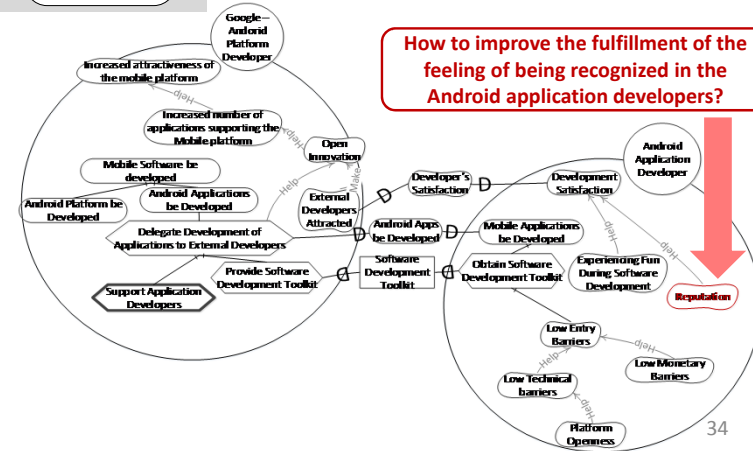 Google—
Andorid
Platform
Developer
How to improve the fulfillment of the
feeling of being recognized in the
Android application developers?
Increased attractiveness of
the mobile platform
Help
Increased number of
applications supporting the
Mobile platform
Help
Open
Innovation
Mobile Software be
developed
Android Platform be
Developed
Android Applications
be Developed
Help
Make
External
Developers
Attracted
Delegate Development of
Applications to External Developers
Provide Software
Development Toolkit
Support Application
Developers
Developer's
Satisfaction
D
D
Android Apps
be Developed
D
D
Software
Development
Toolkit
D
D
Android
Application
Developer
Development
Satisfaction
Mobile Applications
be Developed
Help
Help
Obtain Software
Development Toolkit
Experiencing Fun
During Software
Development
Reputation
Low Entry
Barriers
Help
Help
Low Monetary
Barriers
Low Technical
barriers
Help
Platform
Openness
34